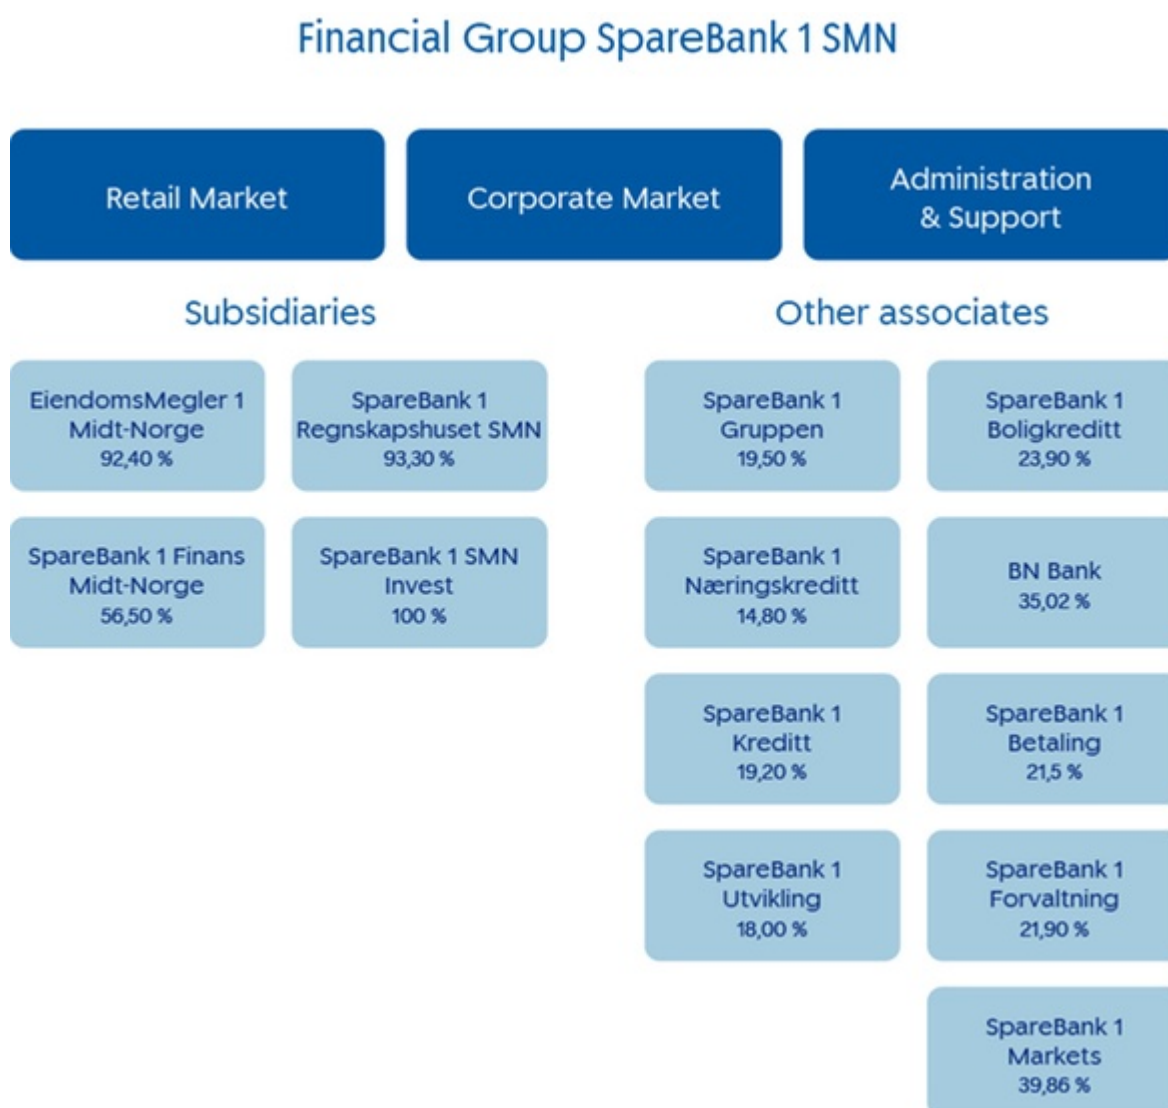 Financial Group SpareBank 1 SMN
Retail Market
Corporate Market
Administration
& Support
Subsidiaries
EiendomsMegler 1
Midt-Norge
92,40 %
SpareBank 1
Regnskapshuset SMN
93,30 %
SpareBank 1 Finans
Midt-Norge
56,50 %
SpareBank 1 SMN
Invest
100 %
Other associates
SpareBank 1
Gruppen
19,50 %
SpareBank 1
Boligkreditt
23,90 %
SpareBank 1
Næringskreditt
14,80 %
BN Bank
35,02 %
SpareBank 1
Kreditt
19,20 %
SpareBank 1
Betaling
21,5 %
SpareBank 1
Utvikling
18,00 %
SpareBank 1
Forvaltning
21,90 %
SpareBank 1
Markets
39,86 %